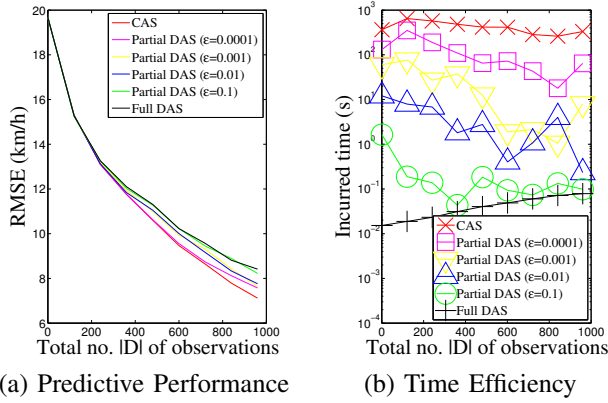 20
18
16
14
12
10
8
6
RMSE (km/h)
CAS
Partial DAS (ε=0.0001)
Partial DAS (ε=0.001)
Partial DAS (ε=0.01)
Partial DAS (ε=0.1)
Full DAS
0 200 400 600 800 1000
Total no. |D| of observations
(a) Predictive Performance
10³
10²
10¹
10⁰
10⁻¹
10⁻²
10⁻³
10⁻⁴
Incurred time (s)
CAS
Partial DAS (ε=0.0001)
Partial DAS (ε=0.001)
Partial DAS (ε=0.01)
Partial DAS (ε=0.1)
Full DAS
0 200 400 600 800 1000
Total no. |D| of observations
(b) Time Efficiency